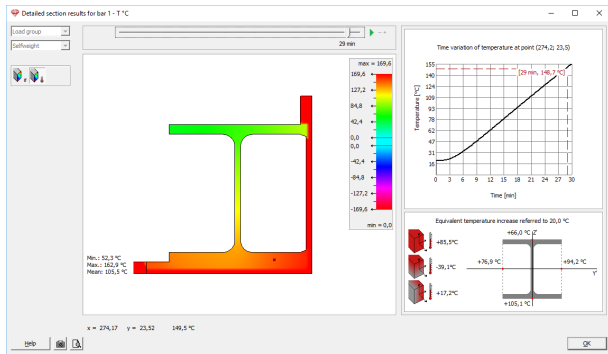 Detailed section results for bar 1 - T °C
Load group
Selfweight
29 min
max = 169,6
169,6
127,2
84,8
42,4
0,0
0,0
-42,4
-84,8
-127,2
-169,6
min = 0,0
Min.: 52,3 °C
Max.: 162,9 °C
Mean: 105,5 °C
x = 274,17 y = 23,52 149,5 °C
Help
Time variation of temperature at point (274,2; 23,5)
[29 min, 148,7 °C]
Temperature [°C]
155
140
124
109
93
78
62
47
31
16
0 3 6 9 12 15 18 21 24 27 30
Time [min]
Equivalent temperature increase referred to 20,0 °C
+85,5°C
-39,1°C
+17,2°C
+66,0 °C Z'
+76,9 °C
+94,2 °C
Y'
+105,1 °C
OK